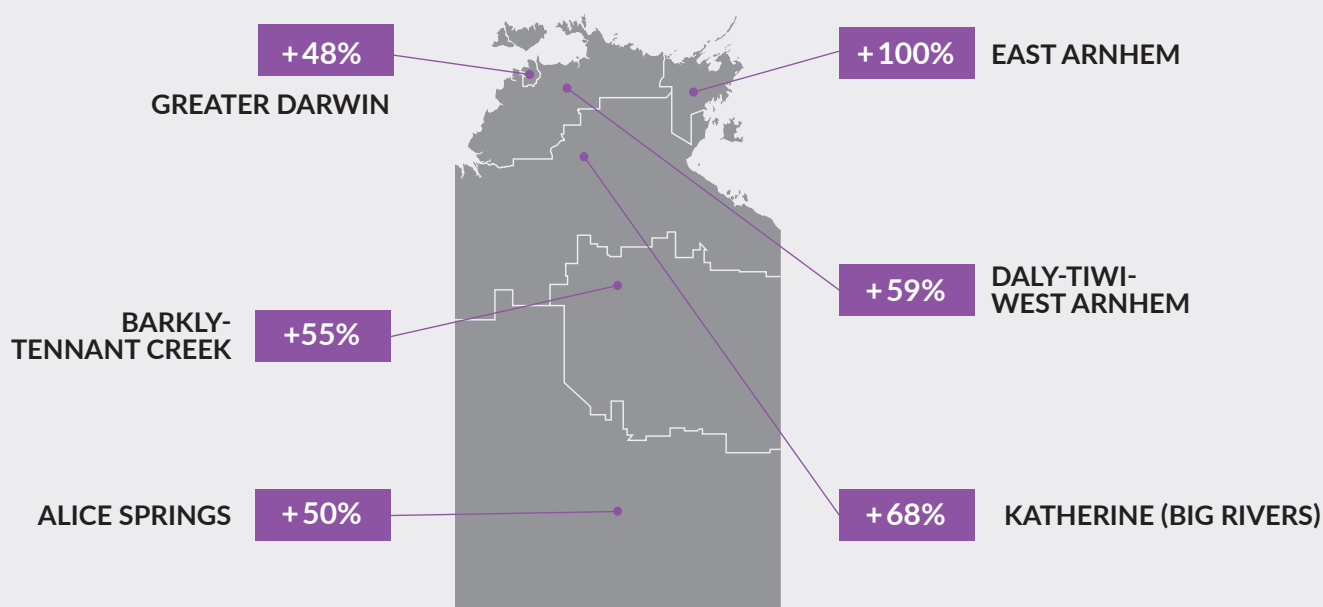 +48%
GREATER DARWIN
+100%
EAST ARNHEM
+59%
DALY-TIWI-
WEST ARNHEM
BARKLY-
TENNANT CREEK
+55%
ALICE SPRINGS
+50%
+68%
KATHERINE (BIG RIVERS)